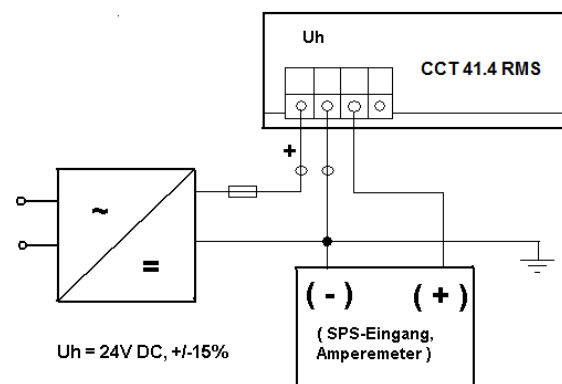 Uh
CCT 41.4 RMS
+
~
=
( - ) ( + )
( SPS-Eingang,
Amperemeter )
Uh = 24V DC, +/-15%